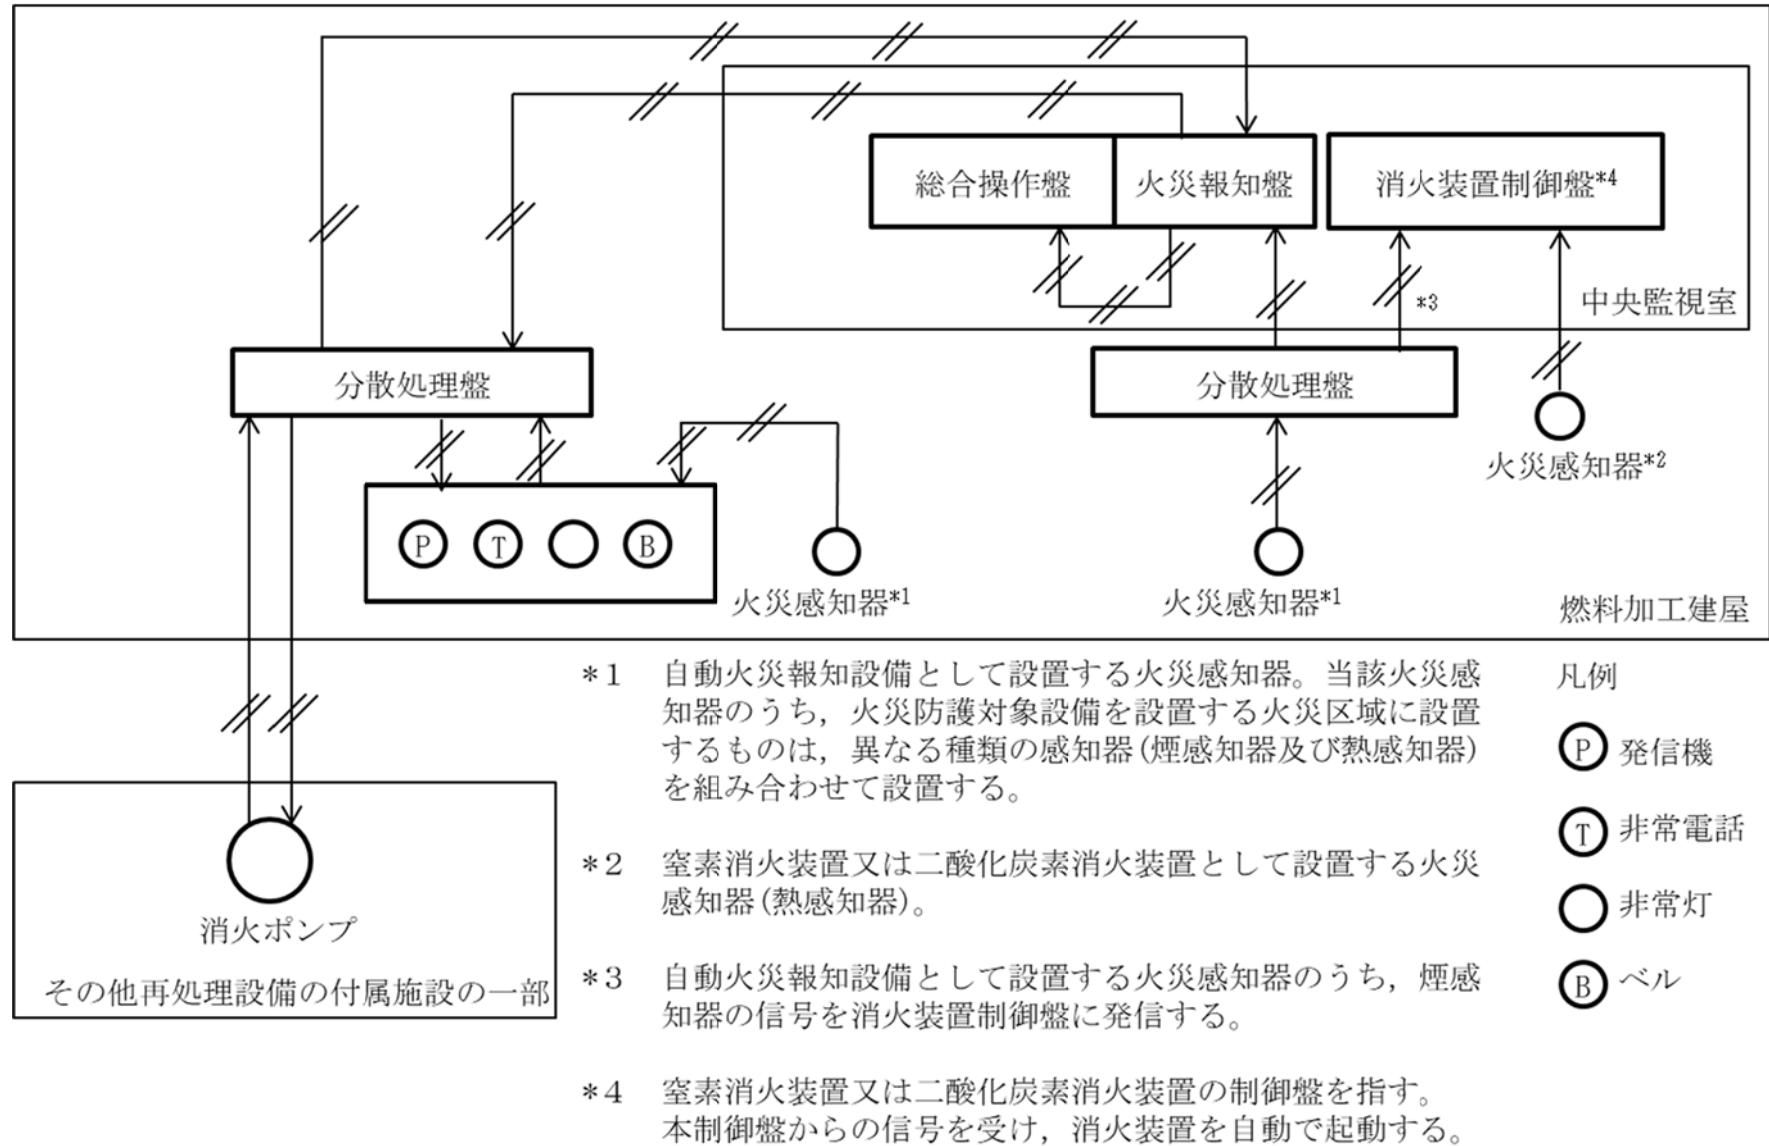 総合操作盤
火災報知盤
消火装置制御盤*4
*3
中央監視室
分散処理盤
分散処理盤
火災感知器*2
P
T
B
火災感知器*1
火災感知器*1
燃料加工建屋
消火ポンプ
その他再処理設備の付属施設の一部
*1 自動火災報知設備として設置する火災感知器。当該火災感
知器のうち，火災防護対象設備を設置する火災区域に設置
するものは，異なる種類の感知器(煙感知器及び熱感知器)
を組み合わせて設置する。
*2 窒素消火装置又は二酸化炭素消火装置として設置する火災
感知器(熱感知器)。
*3 自動火災報知設備として設置する火災感知器のうち，煙感
知器の信号を消火装置制御盤に発信する。
*4 窒素消火装置又は二酸化炭素消火装置の制御盤を指す。
本制御盤からの信号を受け，消火装置を自動で起動する。
凡例
P 発信機
T 非常電話
非常灯
B ベル